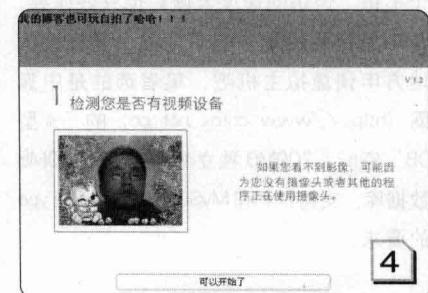 我的博客也可玩自拍了哈哈！！！
V 1.2
1 检测您是否有视频设备
如果您看不到影像，可能因
为您没有摄像头或者其他的程
序正在使用摄像头。
4
可以开始了